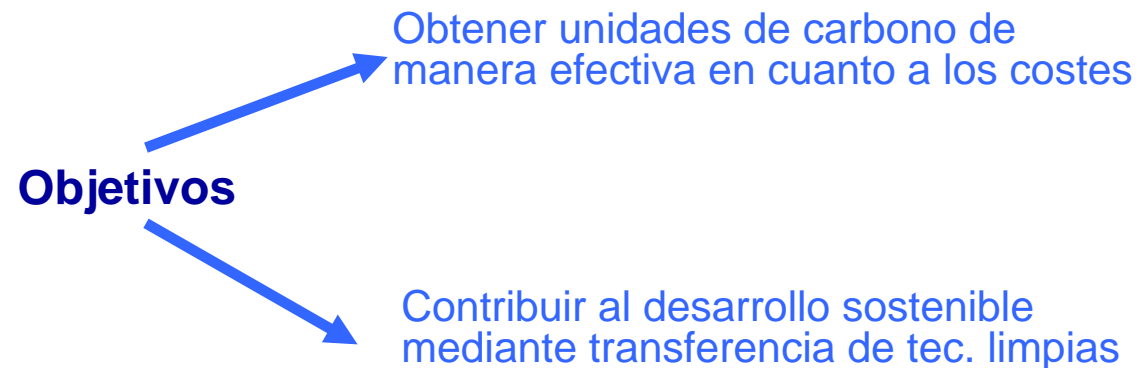 Obtener unidades de carbono de
manera efectiva en cuanto a los costes
Objetivos
Contribuir al desarrollo sostenible
mediante transferencia de tec. limpias